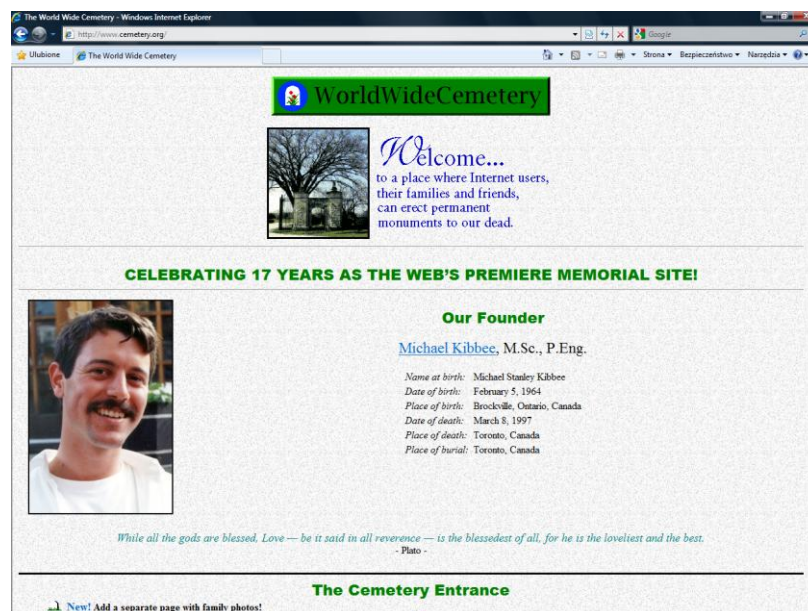 The World Wide Cemetery - Windows Internet Explorer
http://www.cemetery.org/
Google
Ulubione
The World Wide Cemetery
Strona
Bezpieczeństwo
Narzędzia
WorldWideCemetery
Welcome...
to a place where Internet users,
their families and friends,
can erect permanent
monuments to our dead.
CELEBRATING 17 YEARS AS THE WEB'S PREMIERE MEMORIAL SITE!
Our Founder
Michael Kibbee, M.Sc., P.Eng.
Name at birth: Michael Stanley Kibbee
Date of birth: February 5, 1964
Place of birth: Brockville, Ontario, Canada
Date of death: March 8, 1997
Place of death: Toronto, Canada
Place of burial: Toronto, Canada
While all the gods are blessed, Love — be it said in all reverence — is the blessedest of all, for he is the loveliest and the best.
- Plato -
The Cemetery Entrance
New! Add a separate page with family photos!